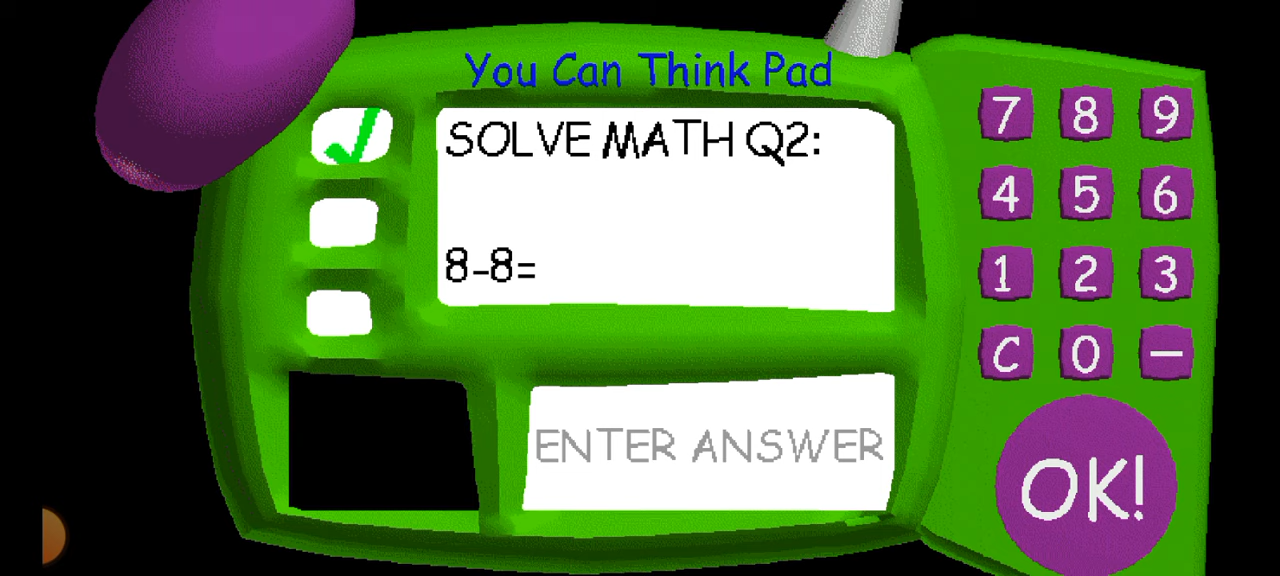 You Can Think Pad
SOLVE MATH Q2:
8-8=
ENTER ANSWER
7 8 9
4 5 6
1 2 3
C 0 —
OK!